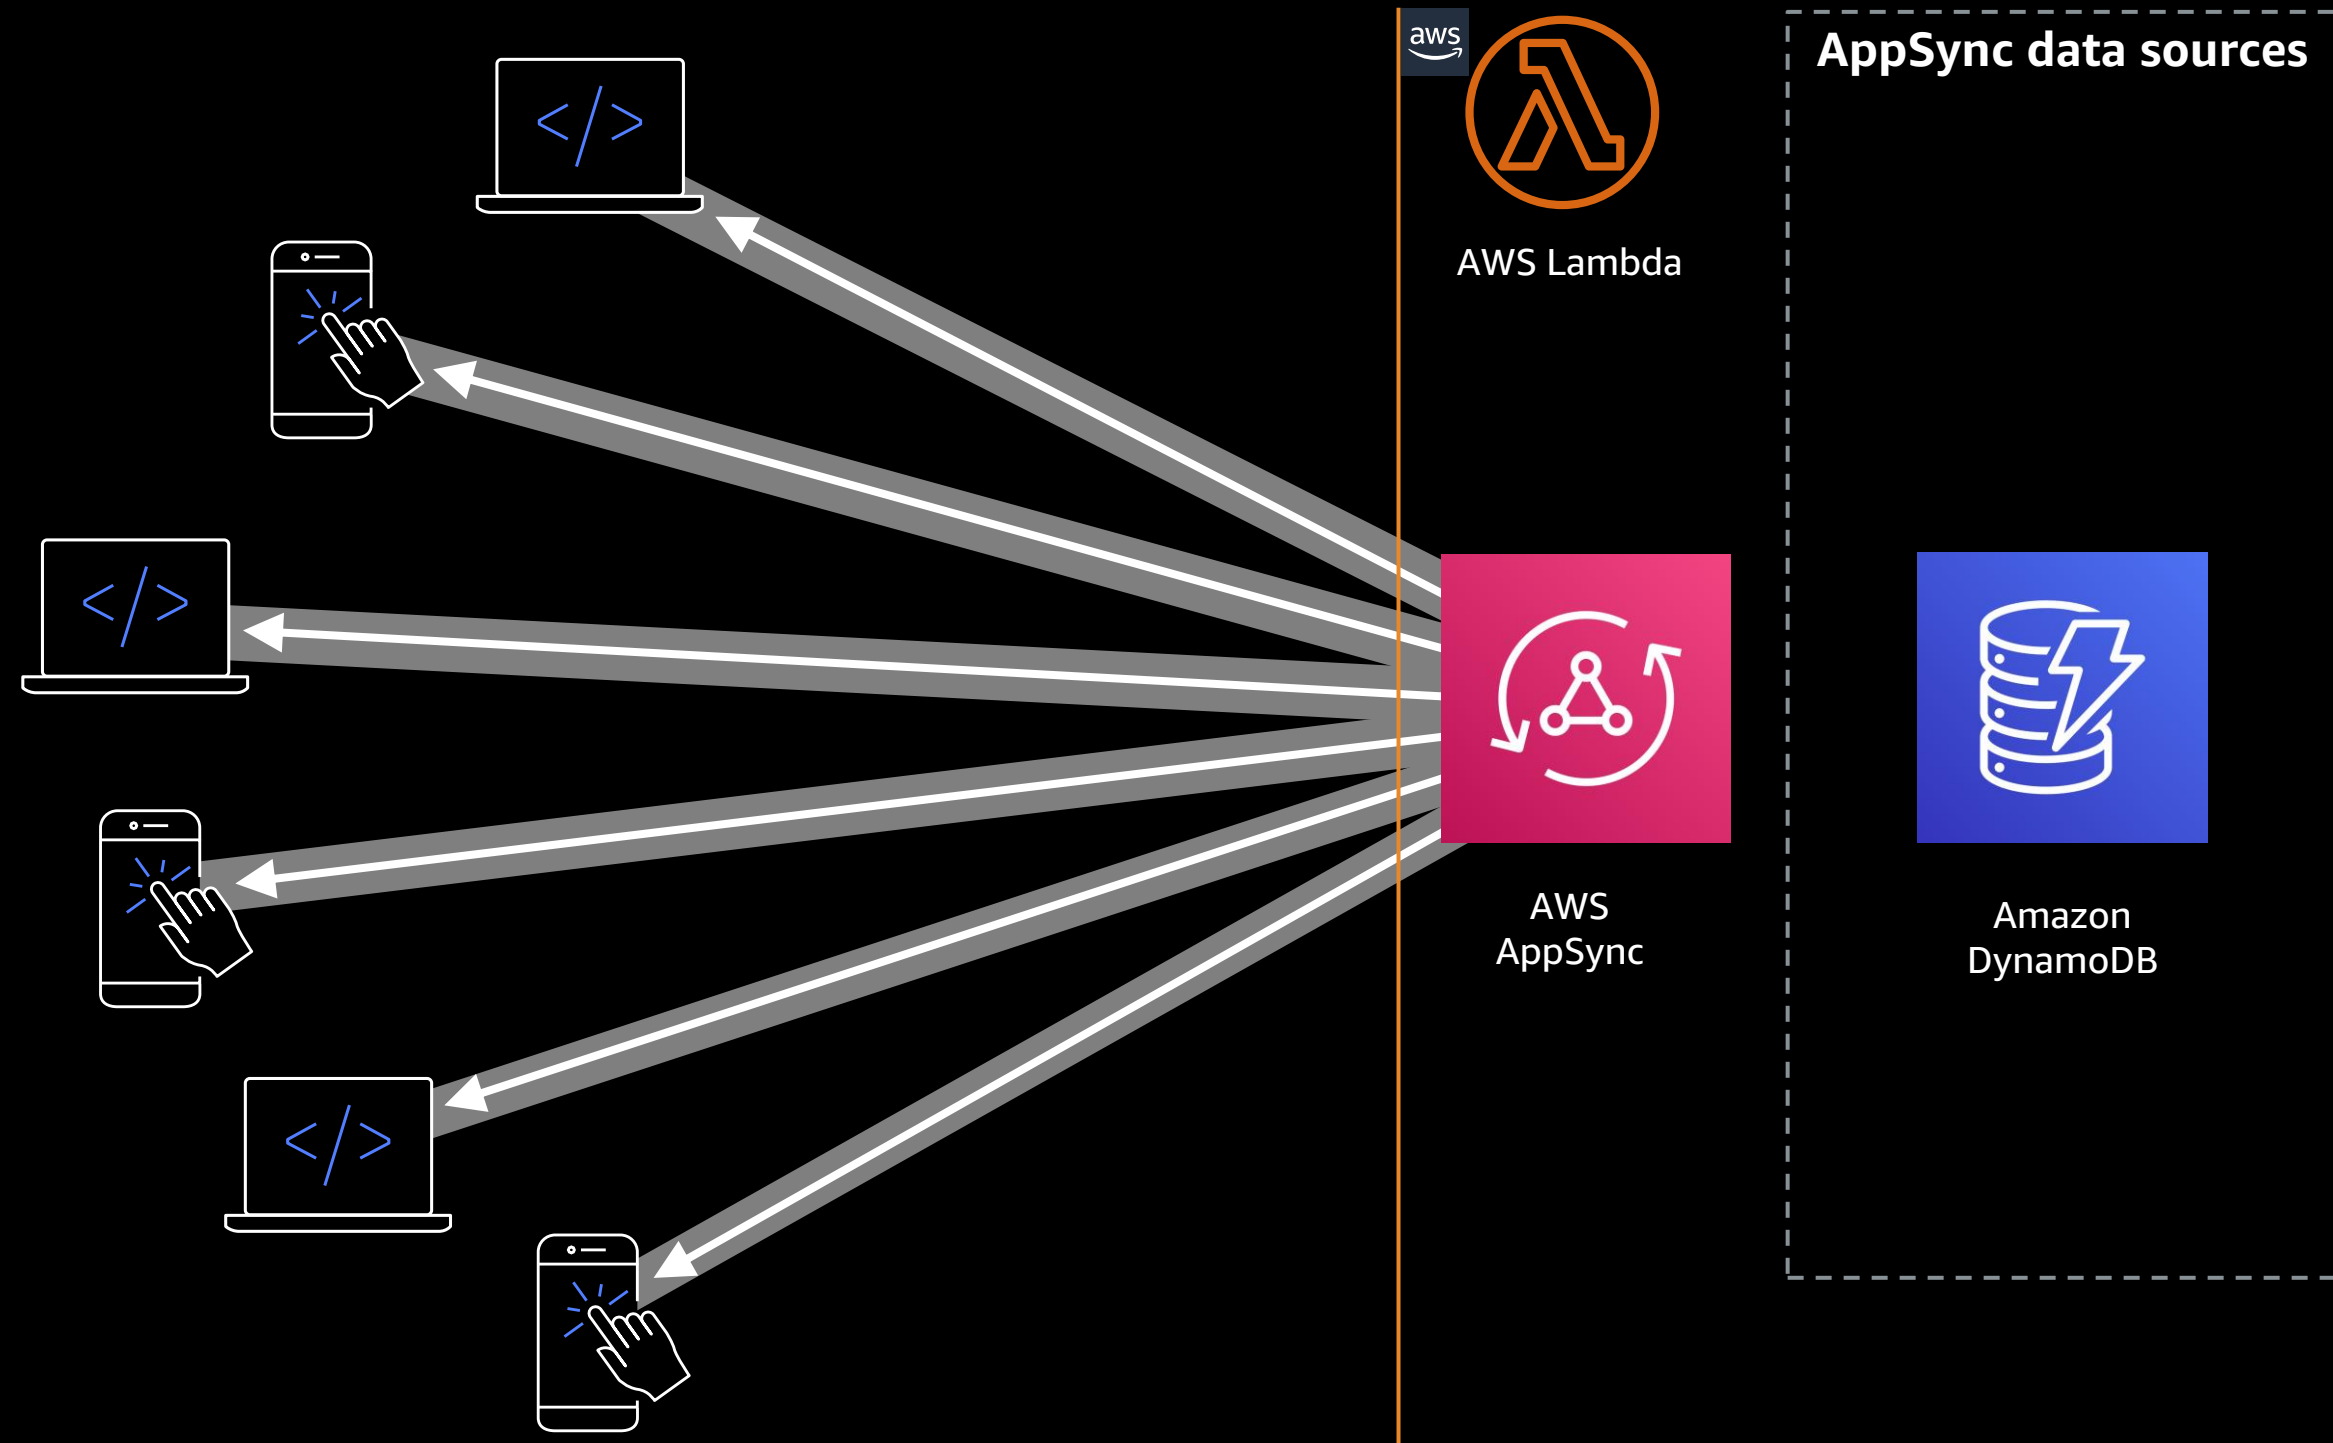 aws
AppSync data sources
AWS Lambda
AWS
AppSync
Amazon
DynamoDB